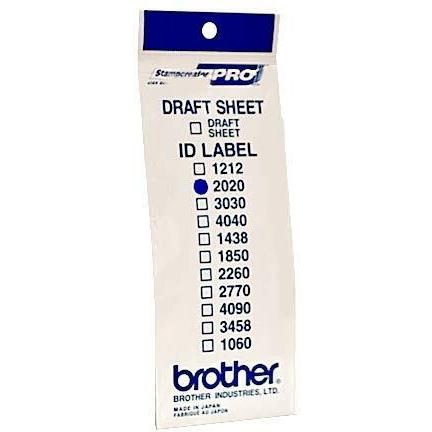 Stampcreator PRO
DRAFT SHEET
DRAFT
SHEET
ID LABEL
1212
2020
3030
4040
1438
1850
2260
2770
4090
3458
1060
brother
BROTHER INDUSTRIES, LTD.
MADE IN JAPAN
FABRIQUÉ AU JAPON